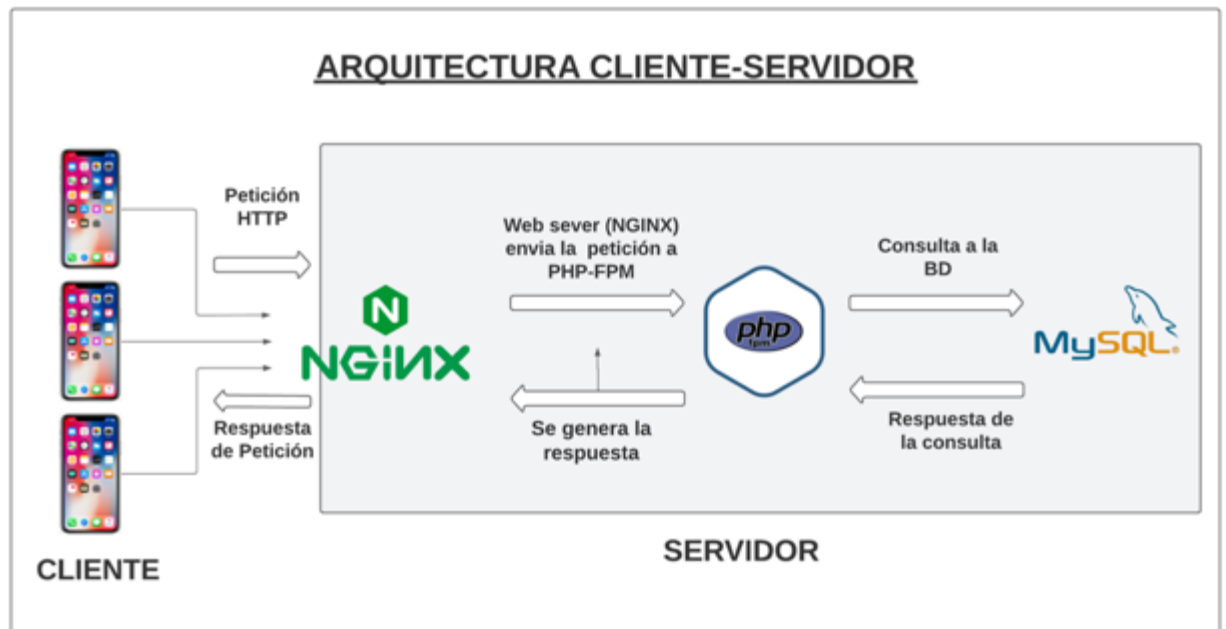 ARQUITECTURA CLIENTE-SERVIDOR
Petición
HTTP
Web sever (NGINX)
envia la petición a
PHP-FPM
Consulta a la
BD
N
NGiNX
php
fpm
MySQL®
Respuesta
de Petición
Se genera la
respuesta
Respuesta de
la consulta
CLIENTE
SERVIDOR